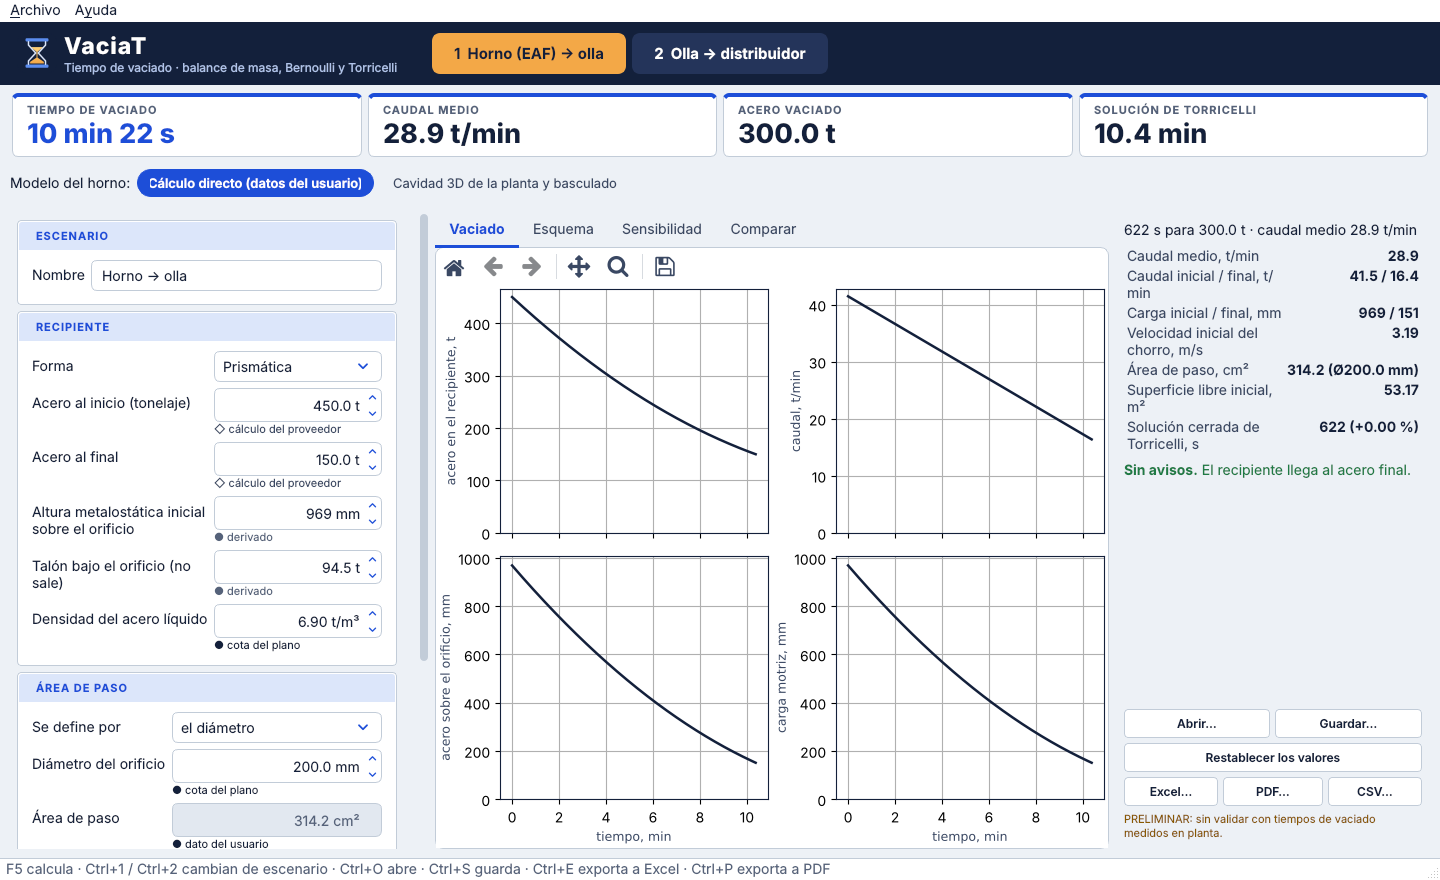 Archivo Ayuda
VaciaT
Tiempo de vaciado · balance de masa, Bernoulli y Torricelli
1 Horno (EAF) → olla
2 Olla → distribuidor
TIEMPO DE VACIADO
10 min 22 s
CAUDAL MEDIO
28.9 t/min
ACERO VACIADO
300.0 t
SOLUCIÓN DE TORRICELLI
10.4 min
Modelo del horno:
Cálculo directo (datos del usuario)
Cavidad 3D de la planta y basculado
ESCENARIO
Nombre
Horno → olla
RECIPIENTE
Forma
Prismática
Acero al inicio (tonelaje)
450.0 t
◇ cálculo del proveedor
Acero al final
150.0 t
◇ cálculo del proveedor
Altura metalostática inicial
sobre el orificio
969 mm
● derivado
Talón bajo el orificio (no
sale)
94.5 t
● derivado
Densidad del acero líquido
6.90 t/m³
● cota del plano
ÁREA DE PASO
Se define por
el diámetro
Diámetro del orificio
200.0 mm
● cota del plano
Área de paso
314.2 cm²
● dato del usuario
Vaciado
Esquema
Sensibilidad
Comparar
acero en el recipiente, t
400
300
200
100
0
0 2 4 6 8 10
caudal, t/min
40
30
20
10
0
acero sobre el orificio, mm
1000
800
600
400
200
0
0 2 4 6 8 10
tiempo, min
carga motriz, mm
1000
800
600
400
200
0
0 2 4 6 8 10
tiempo, min
622 s para 300.0 t · caudal medio 28.9 t/min
Caudal medio, t/min
28.9
Caudal inicial / final, t/
min
41.5 / 16.4
Carga inicial / final, mm
969 / 151
Velocidad inicial del
chorro, m/s
3.19
Área de paso, cm²
314.2 (Ø200.0 mm)
Superficie libre inicial,
m²
53.17
Solución cerrada de
Torricelli, s
622 (+0.00 %)
Sin avisos. El recipiente llega al acero final.
Abrir...
Guardar...
Restablecer los valores
Excel...
PDF...
CSV...
PRELIMINAR: sin validar con tiempos de vaciado
medidos en planta.
F5 calcula · Ctrl+1 / Ctrl+2 cambian de escenario · Ctrl+O abre · Ctrl+S guarda · Ctrl+E exporta a Excel · Ctrl+P exporta a PDF